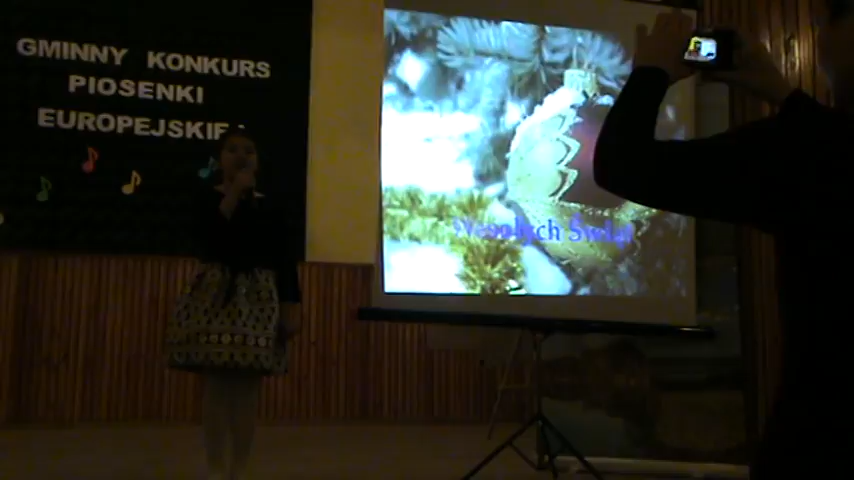 GMINNY KONKURS
PIOSENKI
EUROPEJSKIEJ
Wesołych Świąt